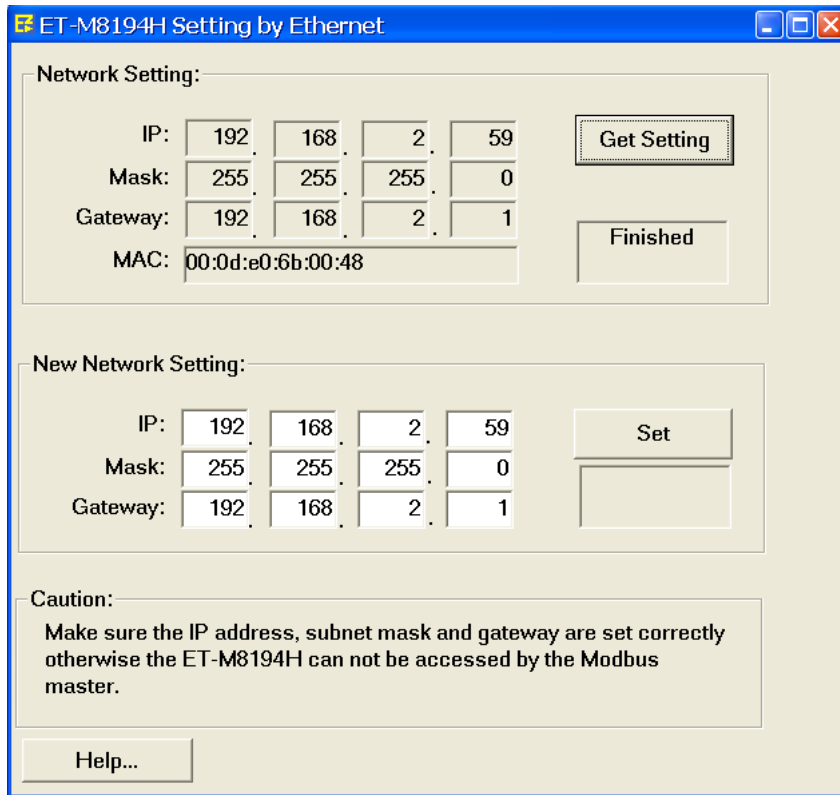 ET-M8194H Setting by Ethernet
Network Setting:
IP: 192. 168. 2. 59
Get Setting
Mask: 255. 255. 255. 0
Gateway: 192. 168. 2. 1
Finished
MAC: 00:0d:e0:6b:00:48
New Network Setting:
IP: 192. 168. 2. 59
Set
Mask: 255. 255. 255. 0
Gateway: 192. 168. 2. 1
Caution:
Make sure the IP address, subnet mask and gateway are set correctly
otherwise the ET-M8194H can not be accessed by the Modbus
master.
Help...